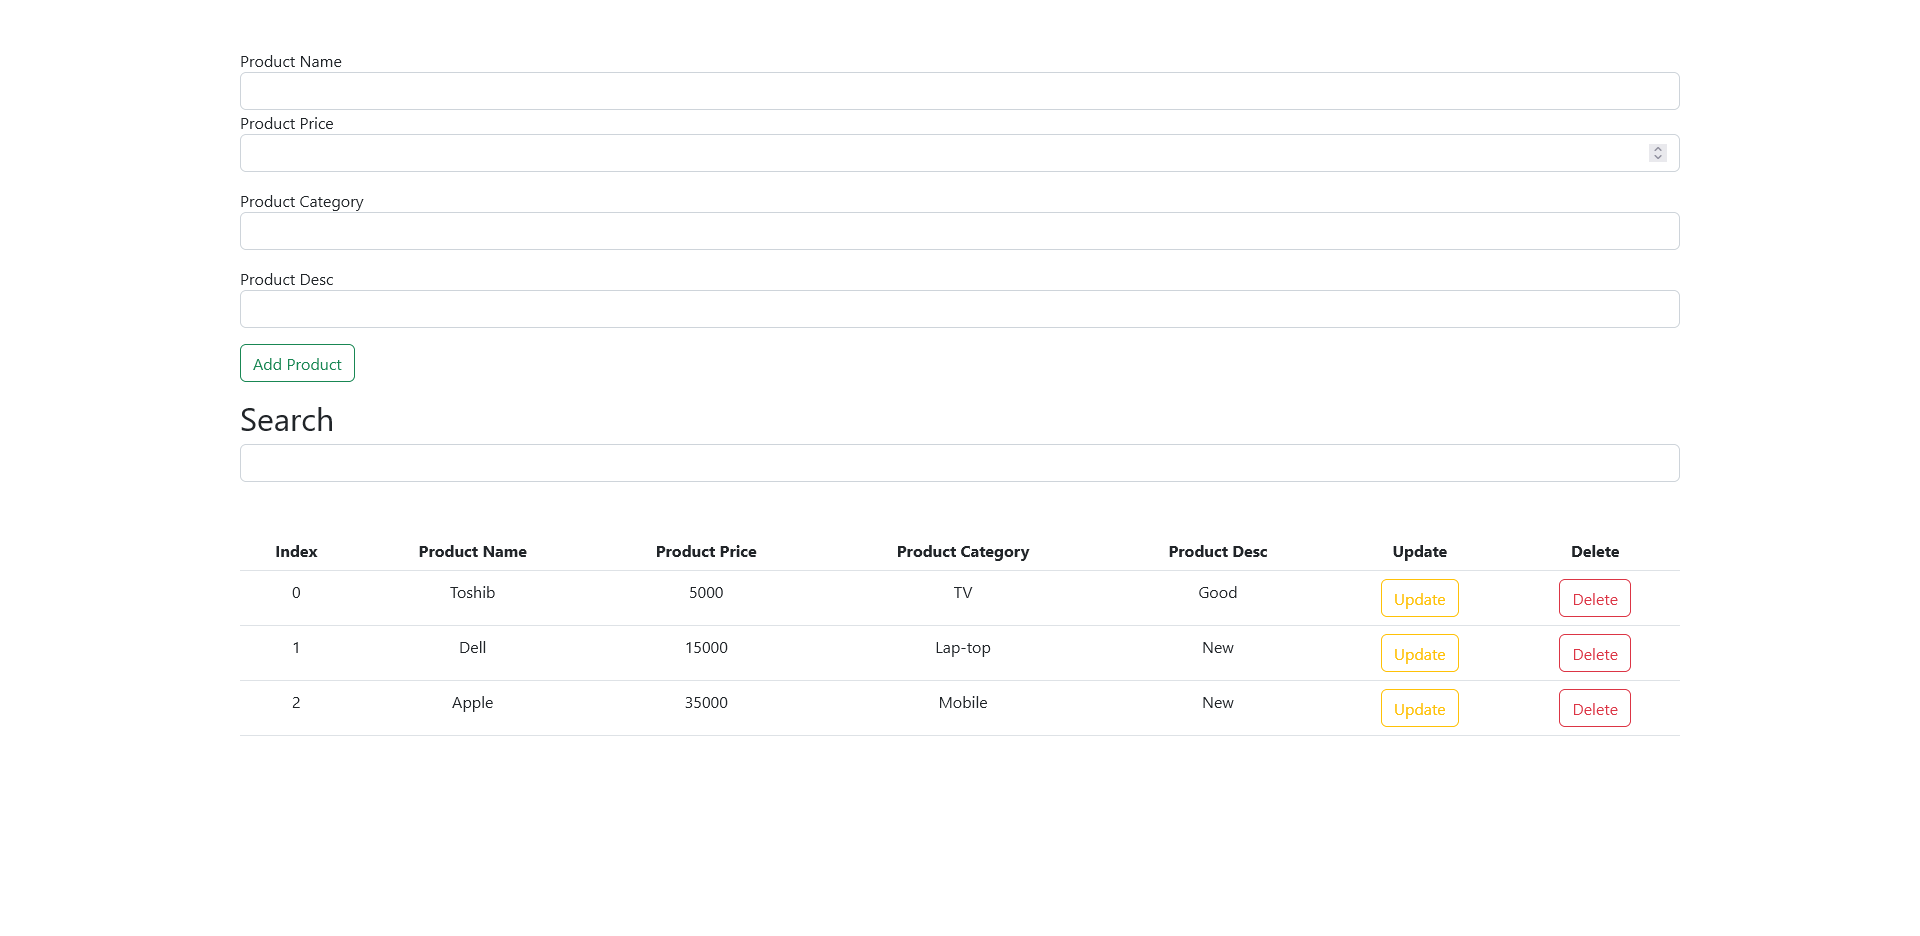 Product Name
Product Price
Product Category
Product Desc
Add Product
Search
Index Product Name Product Price Product Category Product Desc Update Delete
0 Toshib 5000 TV Good Update Delete
1 Dell 15000 Lap-top New Update Delete
2 Apple 35000 Mobile New Update Delete